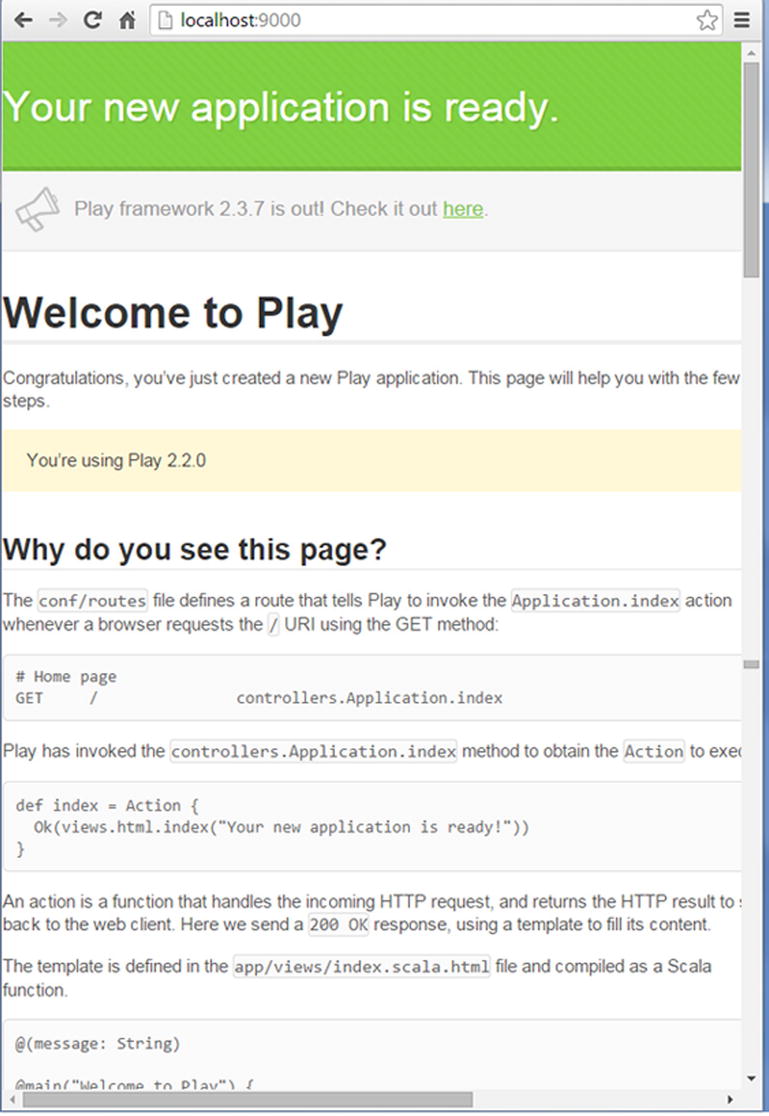 localhost:9000
Your new application is ready.
Play framework 2.3.7 is out! Check it out here.
Welcome to Play
Congratulations, you've just created a new Play application. This page will help you with the few
steps.
You're using Play 2.2.0
Why do you see this page?
The conf/routes file defines a route that tells Play to invoke the Application.index action
whenever a browser requests the / URI using the GET method:
# Home page
GET / controllers.Application.index
Play has invoked the controllers.Application.index method to obtain the Action to exec
def index = Action {
Ok(views.html.index("Your new application is ready!"))
}
An action is a function that handles the incoming HTTP request, and returns the HTTP result to
back to the web client. Here we send a 200 OK response, using a template to fill its content.
The template is defined in the app/views/index.scala.html file and compiled as a Scala
function.
@(message: String)
@main("Welcome to Play") {